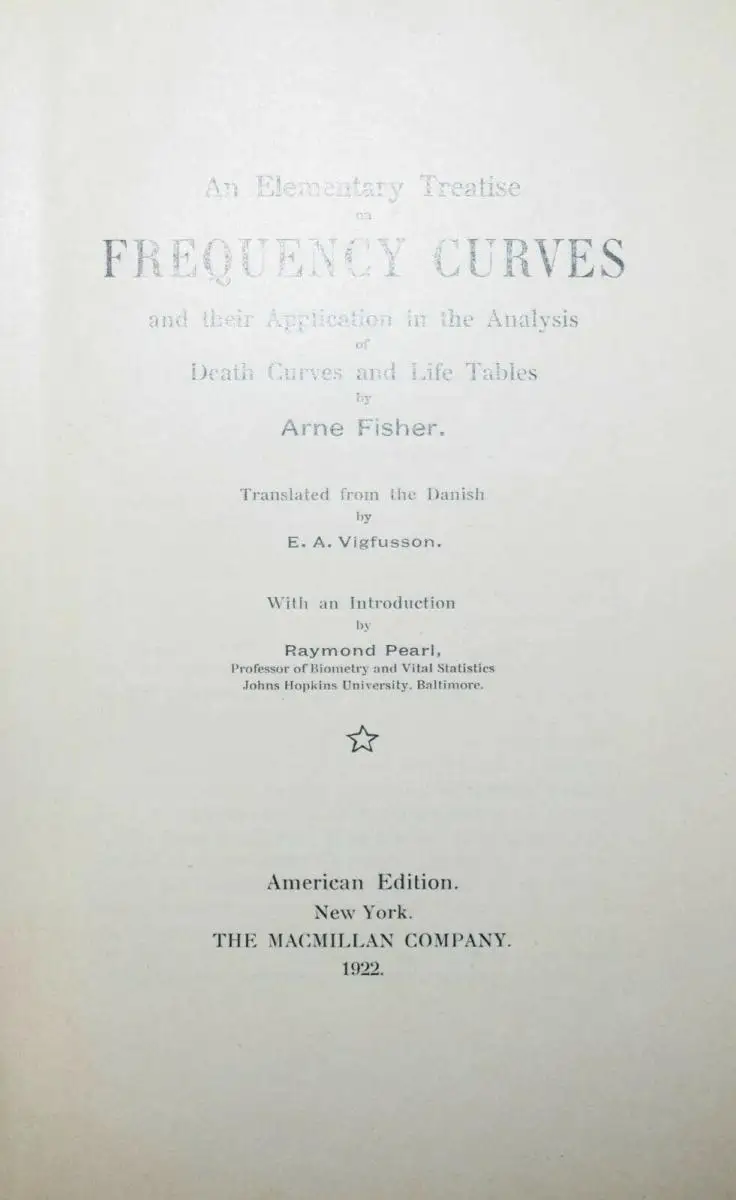 An Elementary Treatise
on
FREQUENCY CURVES
and their Application in the Analysis
of
Death Curves and Life Tables
by
Arne Fisher.
Translated from the Danish
by
E. A. Vigfusson.
With an Introduction
by
Raymond Pearl,
Professor of Biometry and Vital Statistics
Johns Hopkins University. Baltimore.
American Edition.
New York.
THE MACMILLAN COMPANY.
1922.